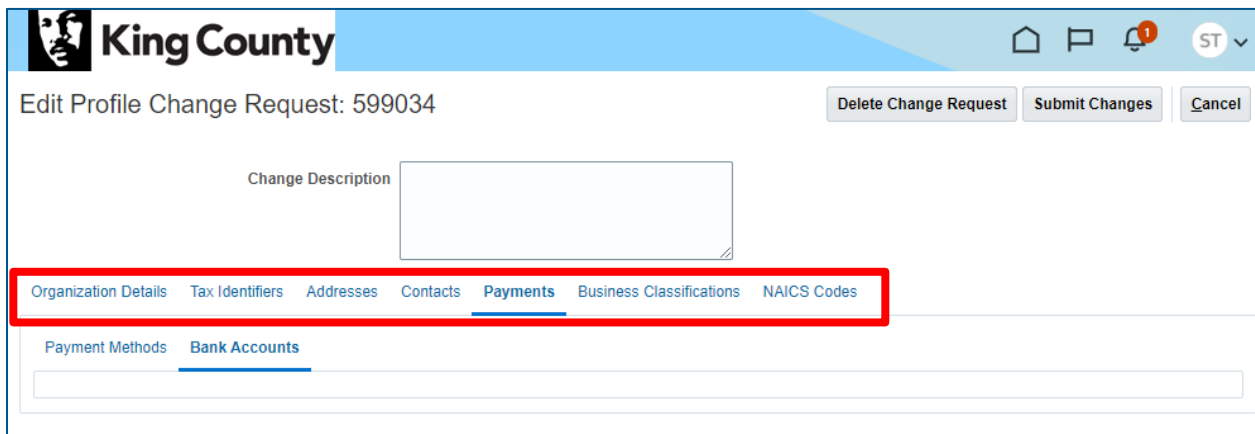 King County
1
ST
Edit Profile Change Request: 599034
Delete Change Request Submit Changes Cancel
Change Description
Organization Details Tax Identifiers Addresses Contacts Payments Business Classifications NAICS Codes
Payment Methods Bank Accounts